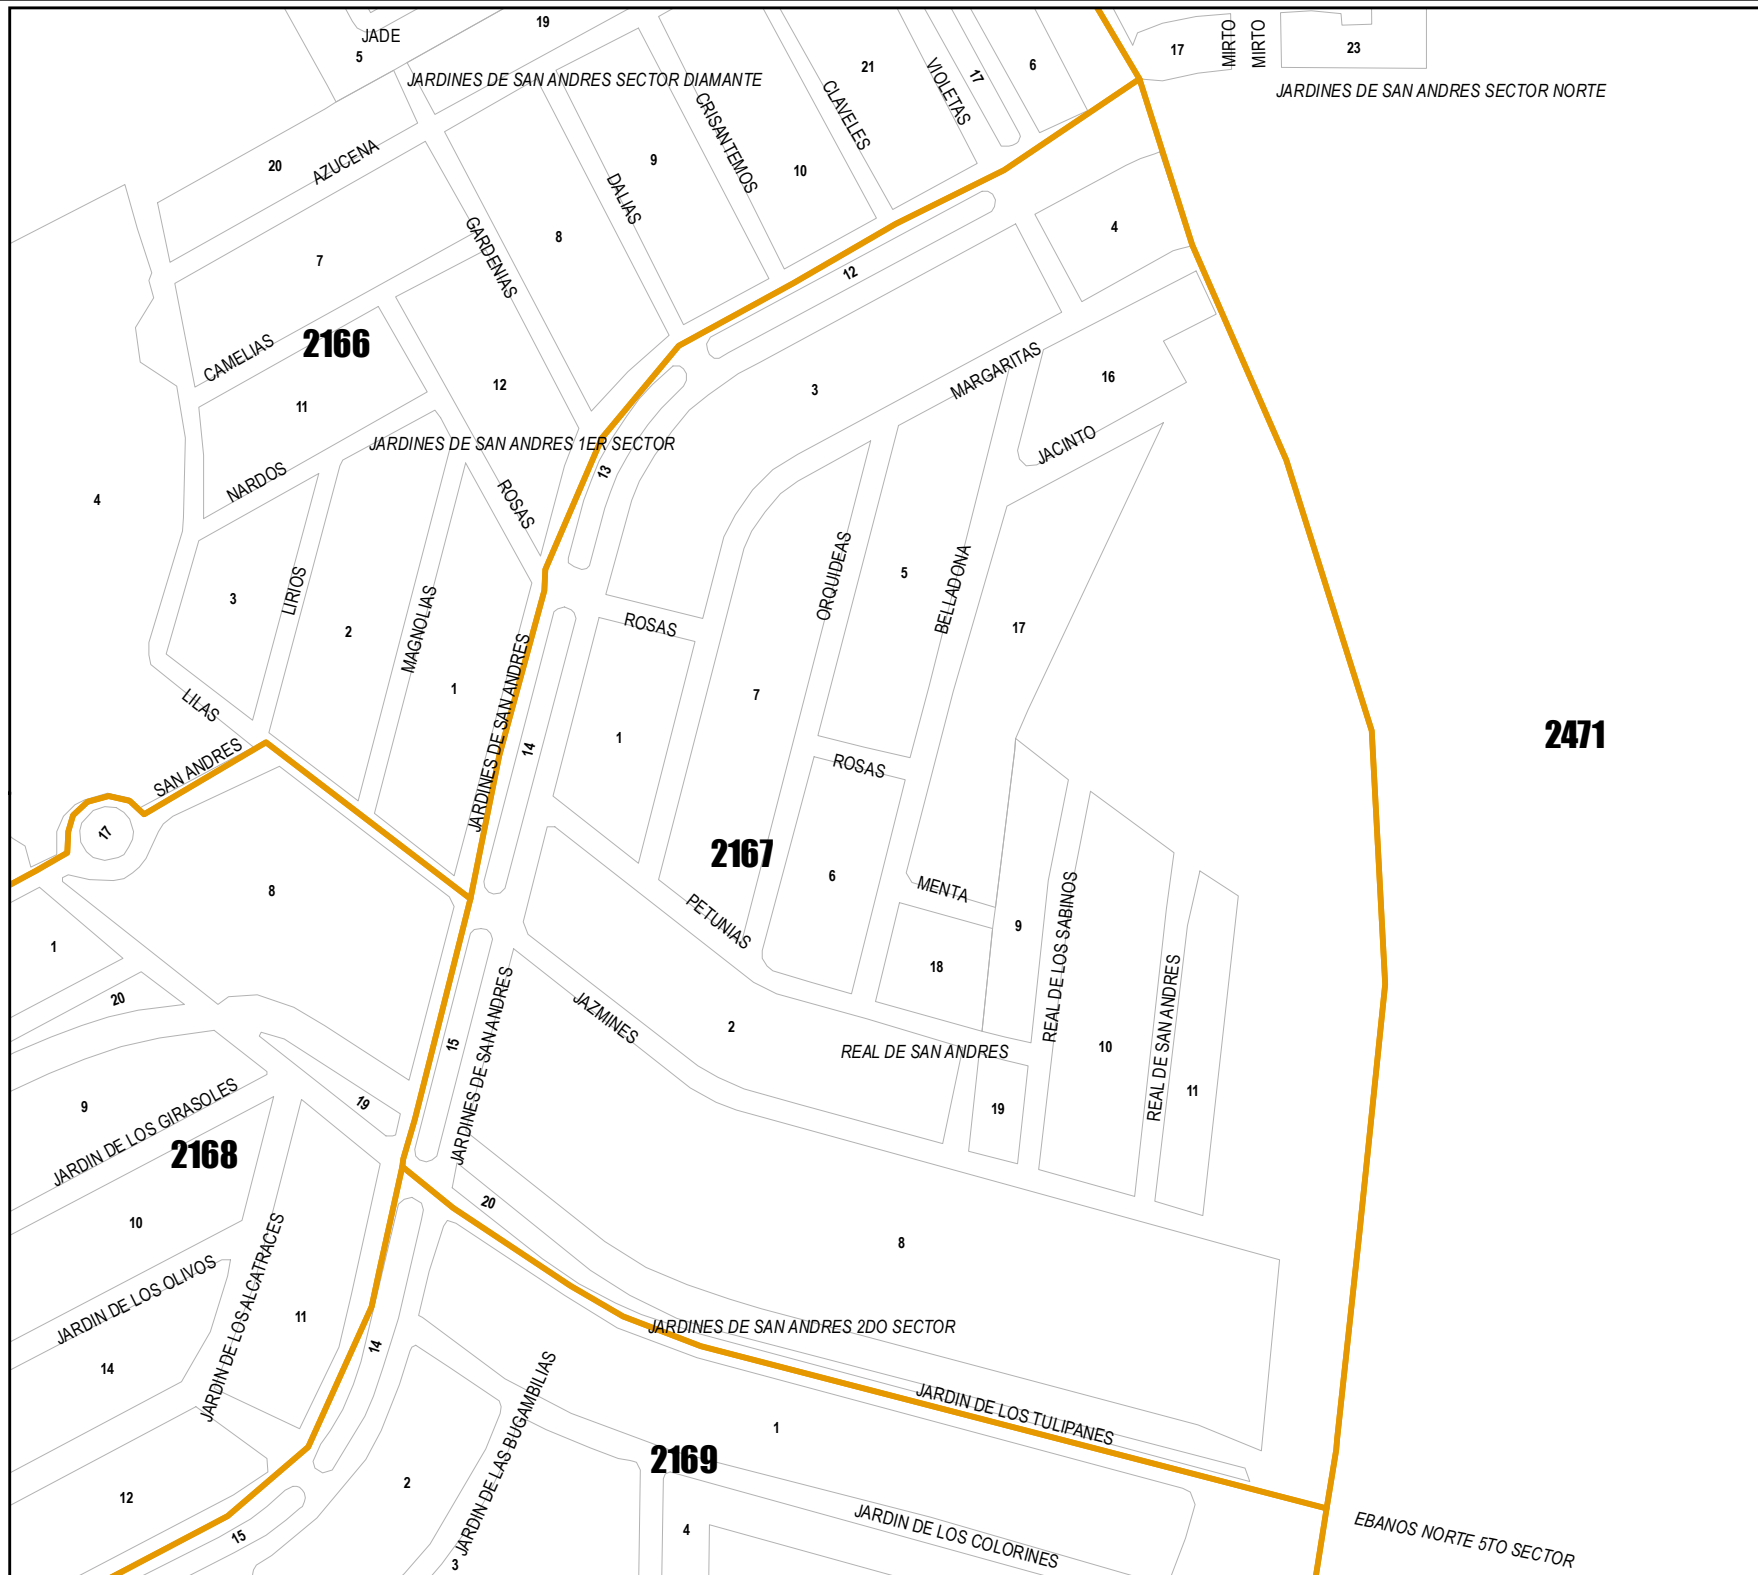 19
JADE
5
JARDINES DE SAN ANDRES SECTOR DIAMANTE
21
VIOLETAS
17
6
17
MIRTO
MIRTO
23
JARDINES DE SAN ANDRES SECTOR NORTE
CLAVELES
CRISANTEMOS
20
AZUCENA
9
10
DALIAS
GARDENIAS
8
4
7
12
CAMELIAS
2166
12
11
3
MARGARITAS
16
JARDINES DE SAN ANDRES 1ER SECTOR
JACINTO
NARDOS
13
ROSAS
4
ORQUIDEAS
5
BELLADONA
LIRIOS
3
MAGNOLIAS
2
ROSAS
17
1
7
LILAS
JARDINES DE SAN ANDRES
14
1
2471
SAN ANDRES
ROSAS
17
2167
8
6
MENTA
PETUNIAS
REAL DE LOS SABINOS
9
1
18
20
REAL DE SAN ANDRES
JAZMINES
2
JARDINES DE SAN ANDRES
15
REAL DE SAN ANDRES
10
11
19
9
19
JARDIN DE LOS GIRASOLES
2168
20
10
8
JARDIN DE LOS OLIVOS
JARDIN DE LOS ALCATRACES
11
14
JARDINES DE SAN ANDRES 2DO SECTOR
14
JARDIN DE LAS BUGAMBILIAS
JARDIN DE LOS TULIPANES
1
2169
2
12
15
4
JARDIN DE LOS COLORINES
EBANOS NORTE 5TO SECTOR
3